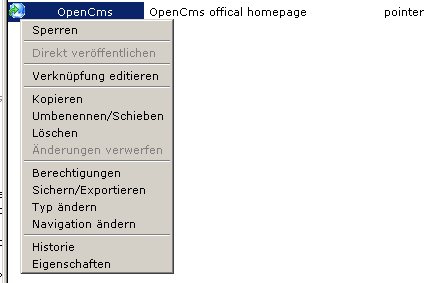 OpenCms OpenCms offical homepage pointer
Sperren
Direkt veröffentlichen
Verknüpfung editieren
Kopieren
Umbenennen/Schieben
Löschen
Änderungen verwerfen
Berechtigungen
Sichern/Exportieren
Typ ändern
Navigation ändern
Historie
Eigenschaften